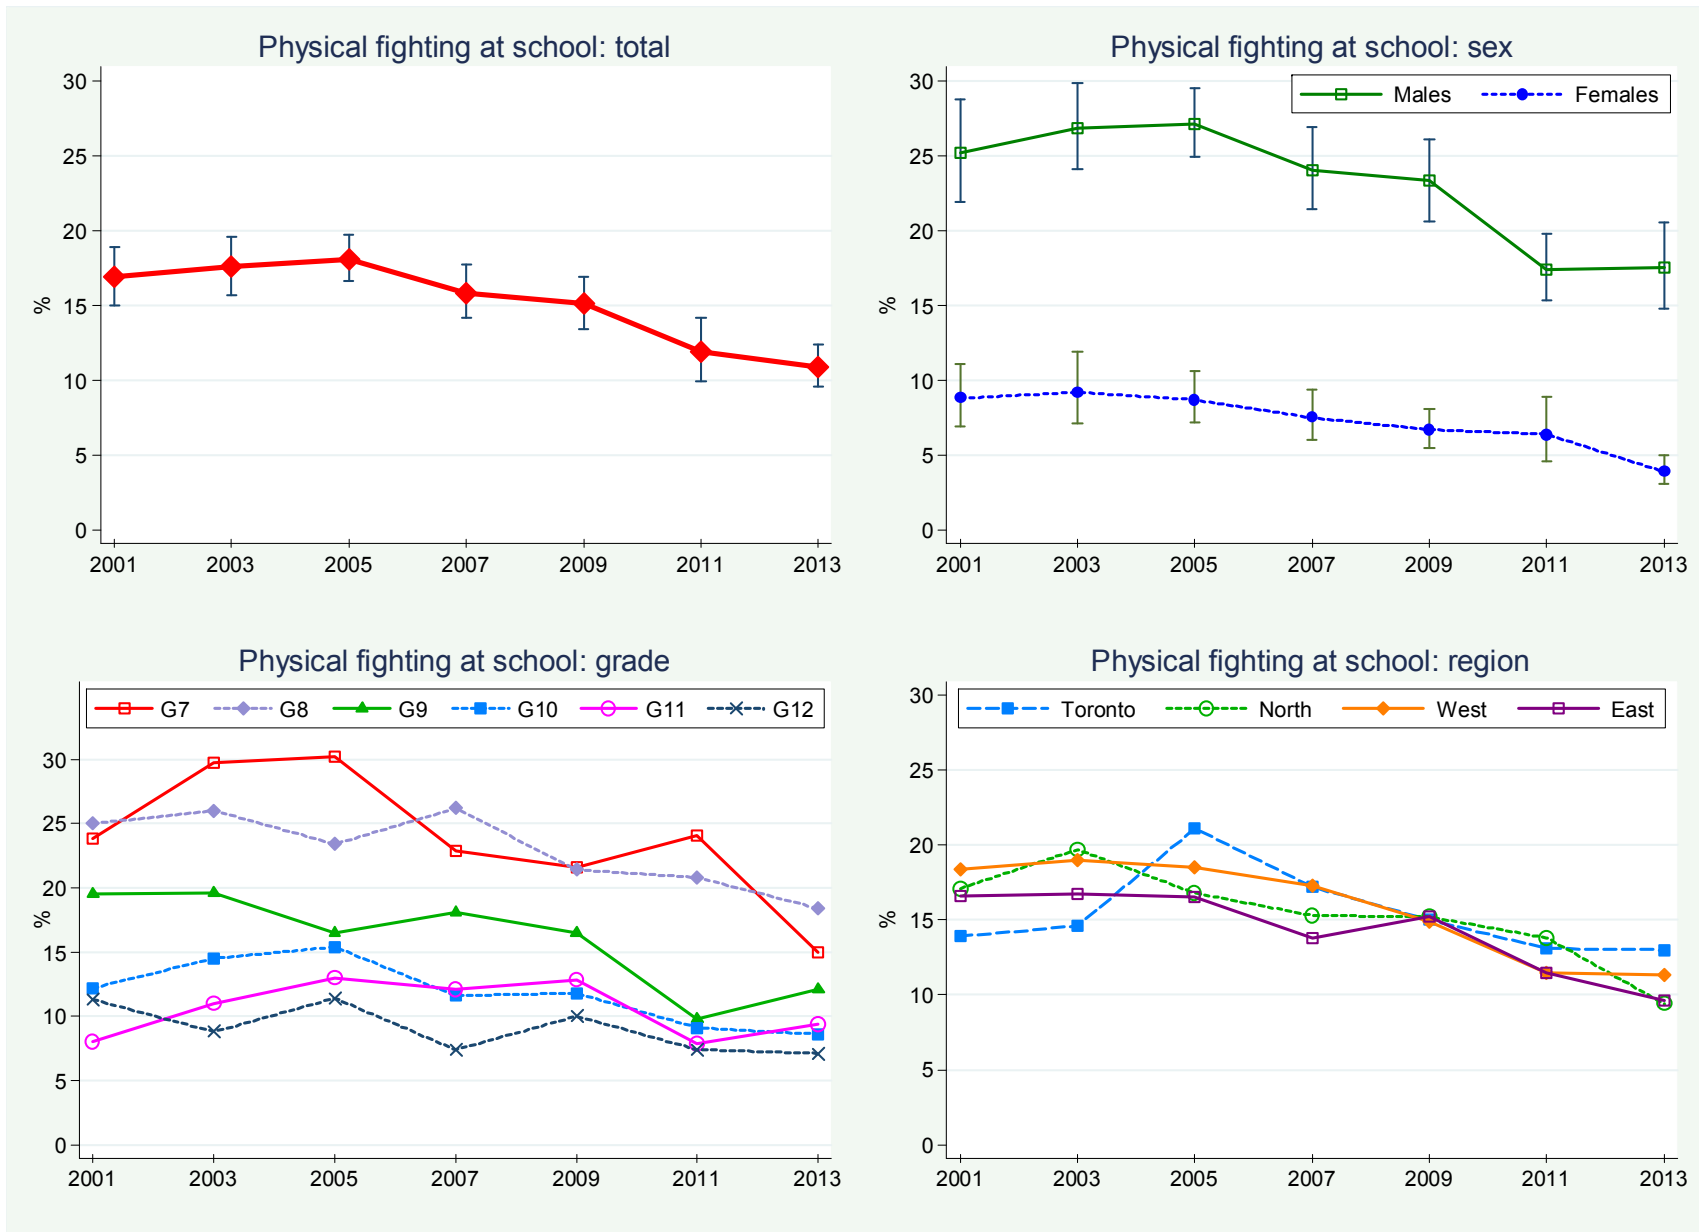 Physical fighting at school: total
30
25
20
15
10
5
0
%
2001 2003 2005 2007 2009 2011 2013
Physical fighting at school: sex
Males Females
30
25
20
15
10
5
0
%
2001 2003 2005 2007 2009 2011 2013
Physical fighting at school: grade
G7 G8 G9 G10 G11 G12
30
25
20
15
10
5
0
%
2001 2003 2005 2007 2009 2011 2013
Physical fighting at school: region
Toronto North West East
30
25
20
15
10
5
0
%
2001 2003 2005 2007 2009 2011 2013